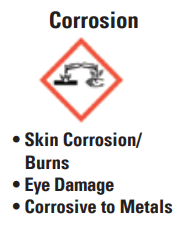 Corrosion
• Skin Corrosion/
Burns
• Eye Damage
• Corrosive to Metals